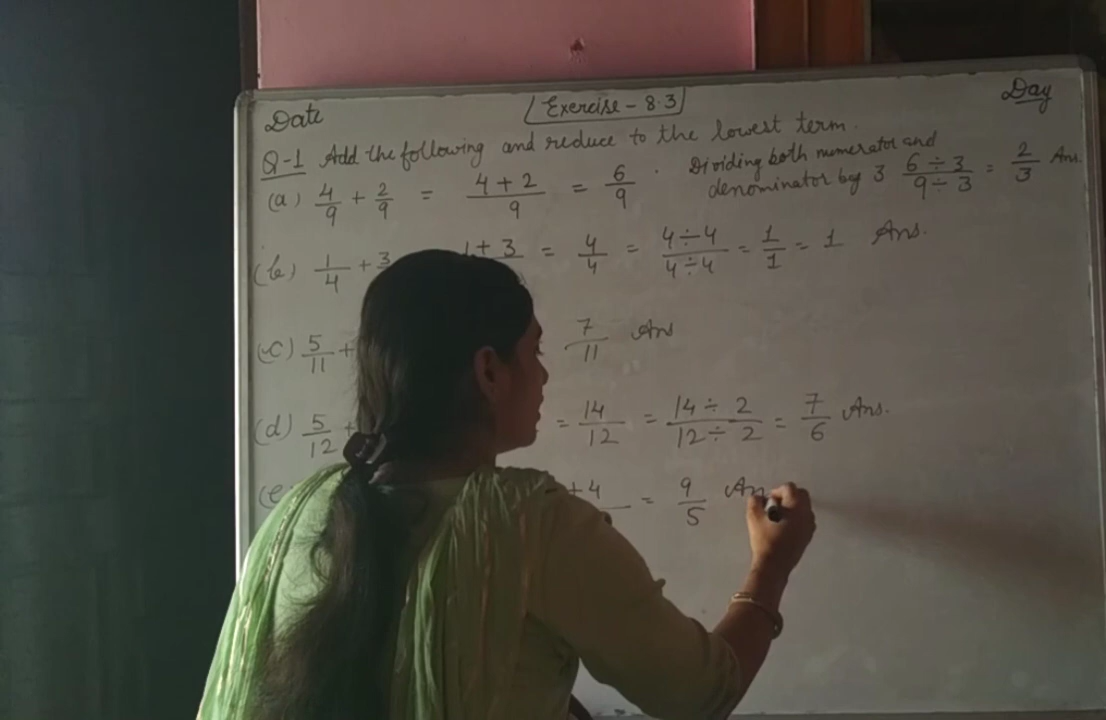 Date
Exercise - 8.3
Day
Q-1 Add the following and reduce to the lowest term.
(a) 4/9 + 2/9 = 4+2/9 = 6/9 . Dividing both numerator and denominator by 3 6÷3/9÷3 = 2/3 Ans.
(b) 1/4 + 3 1+3 = 4/4 = 4÷4/4÷4 = 1/1 = 1 Ans.
(c) 5/11 + 7/11 Ans
(d) 5/12 + = 14/12 = 14÷2/12÷2 = 7/6 Ans.
(e +4 = 9/5 An